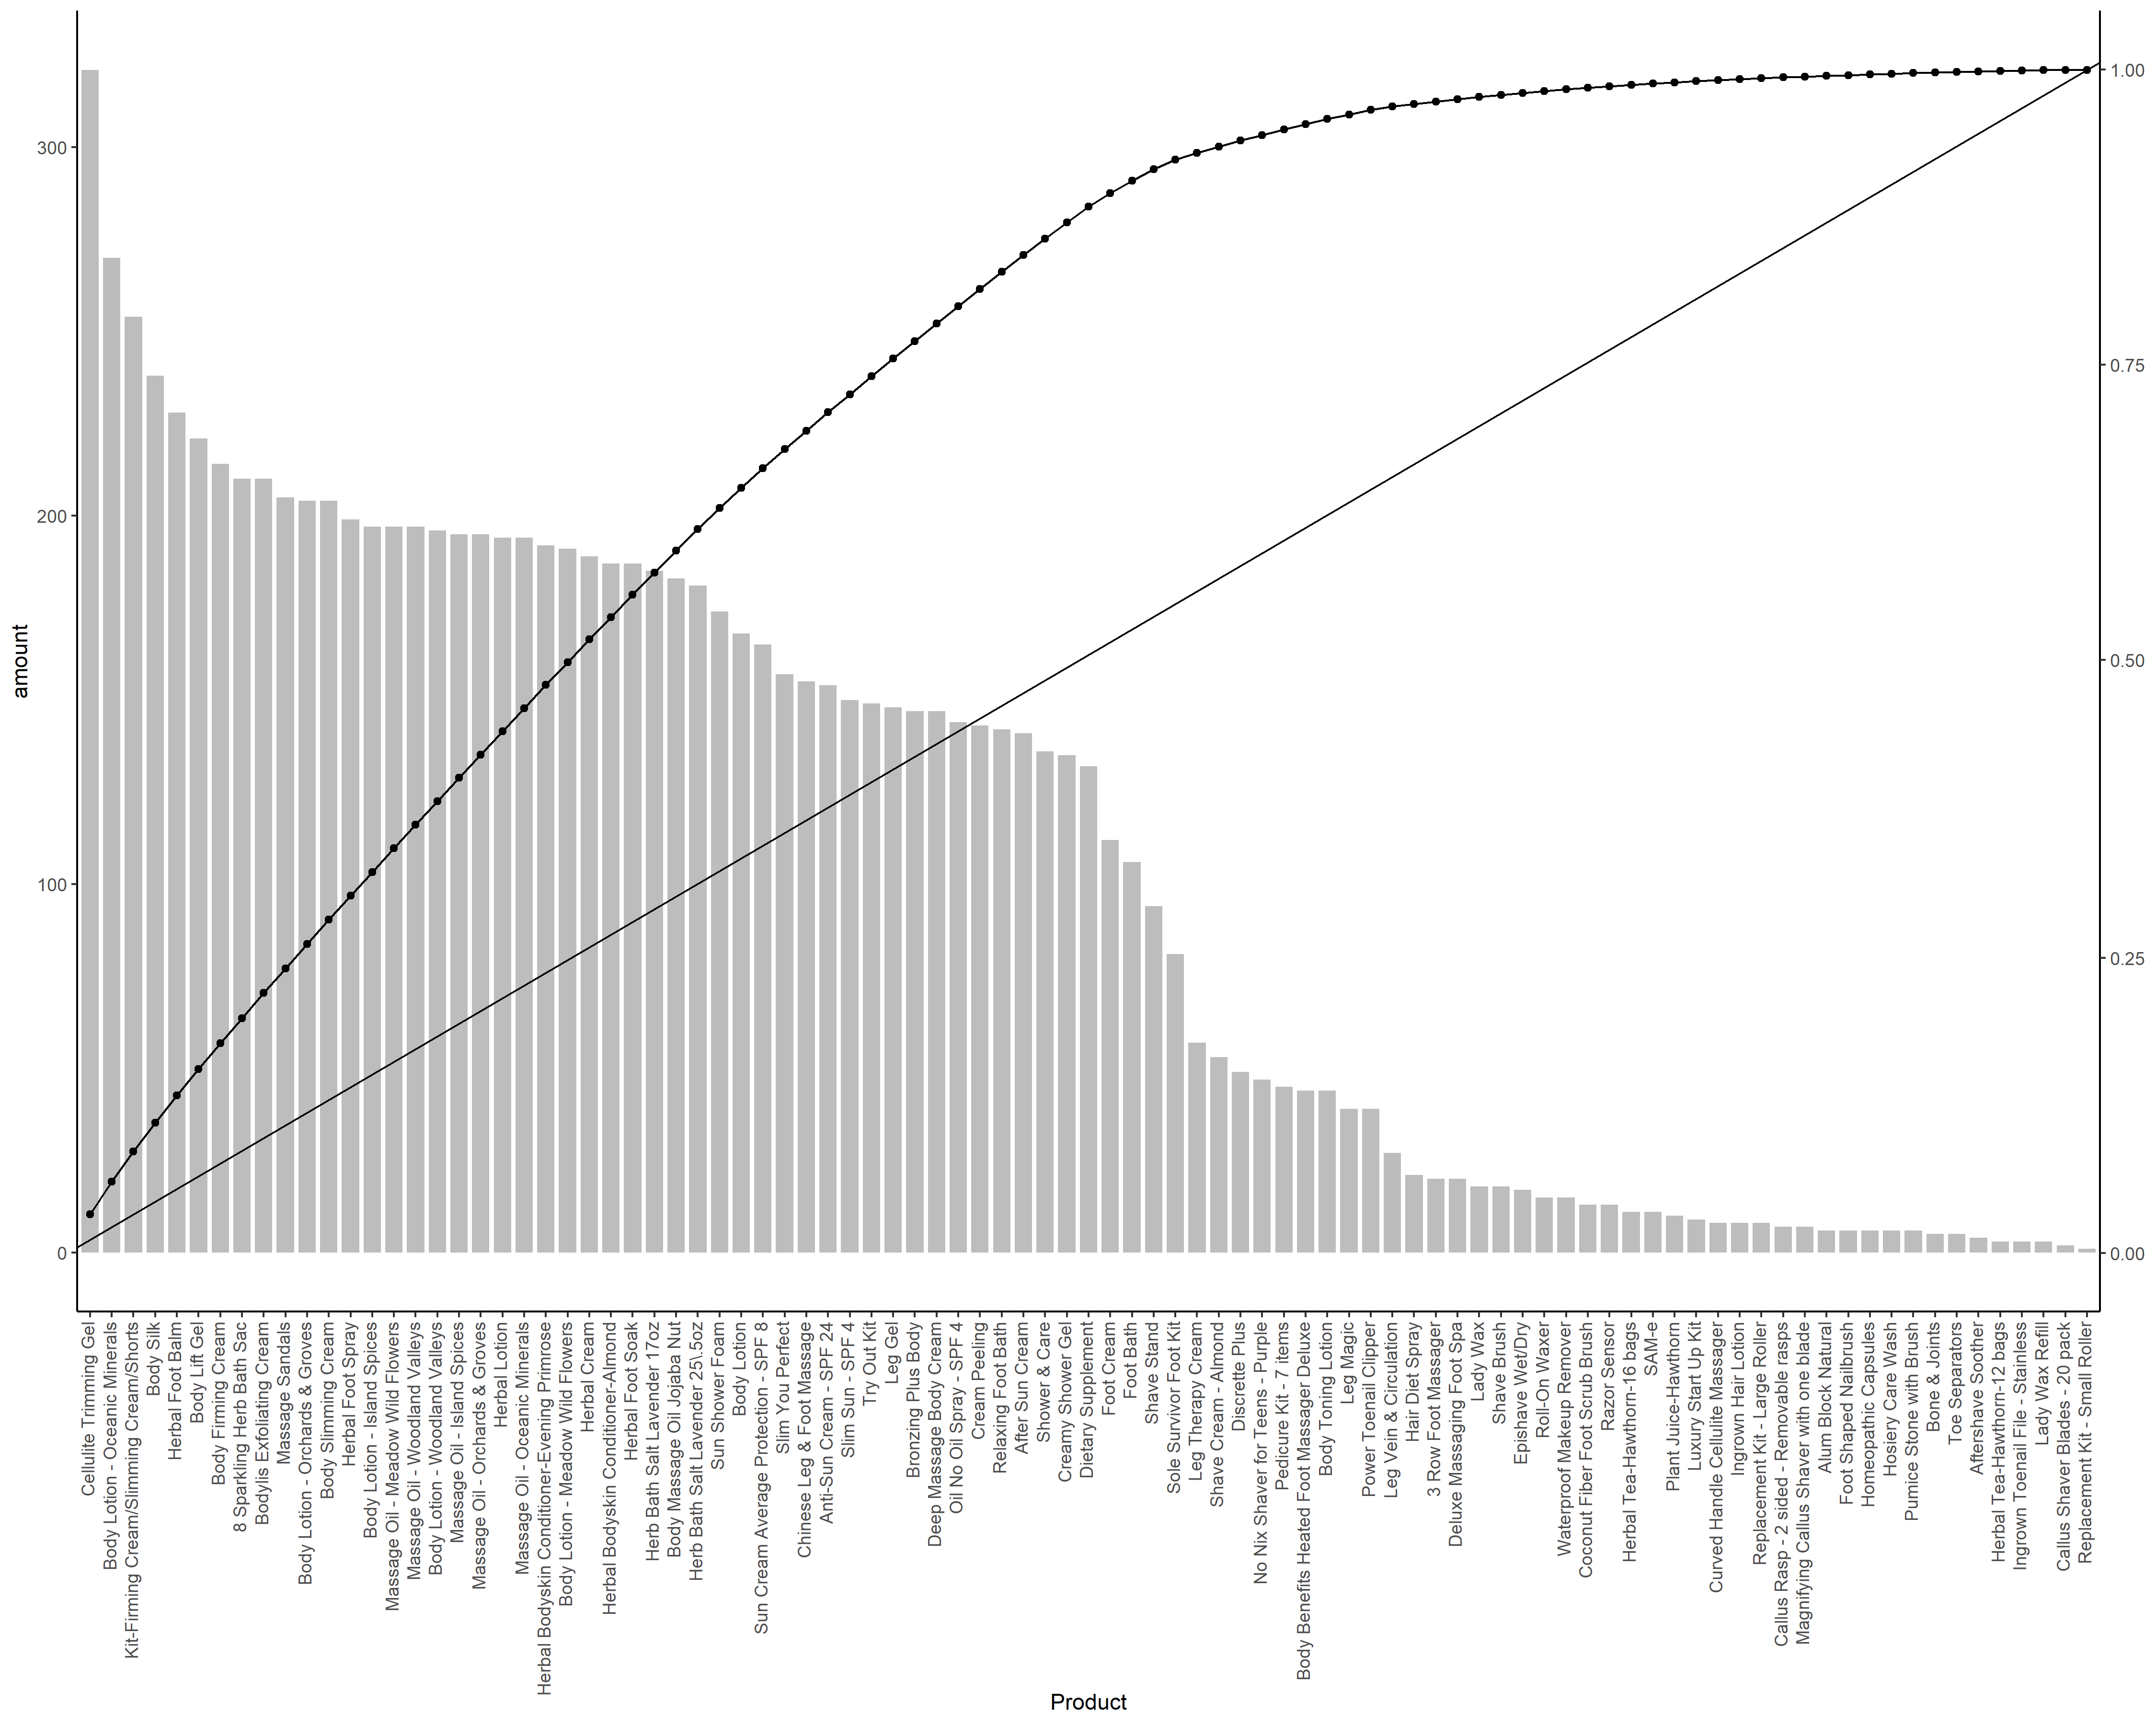 300
200
100
0
amount
1.00
0.75
0.50
0.25
0.00
Cellulite Trimming Gel
Body Lotion - Oceanic Minerals
Kit-Firming Cream/Slimming Cream/Shorts
Body Silk
Herbal Foot Balm
Body Lift Gel
Body Firming Cream
8 Sparkling Herb Bath Sac
Bodylis Exfoliating Cream
Massage Sandals
Body Lotion - Orchards & Groves
Body Slimming Cream
Herbal Foot Spray
Body Lotion - Island Spices
Massage Oil - Meadow Wild Flowers
Massage Oil - Woodland Valleys
Body Lotion - Woodland Valleys
Massage Oil - Island Spices
Massage Oil - Orchards & Groves
Herbal Lotion
Massage Oil - Oceanic Minerals
Herbal Bodyskin Conditioner-Evening Primrose
Body Lotion - Meadow Wild Flowers
Herbal Cream
Herbal Bodyskin Conditioner-Almond
Herbal Foot Soak
Herb Bath Salt Lavender 17oz
Body Massage Oil Jojaba Nut
Herb Bath Salt Lavender 25\.5oz
Sun Shower Foam
Body Lotion
Sun Cream Average Protection - SPF 8
Slim You Perfect
Chinese Leg & Foot Massage
Anti-Sun Cream - SPF 24
Slim Sun - SPF 4
Try Out Kit
Leg Gel
Bronzing Plus Body
Deep Massage Body Cream
Oil No Oil Spray - SPF 4
Cream Peeling
Relaxing Foot Bath
After Sun Cream
Shower & Care
Creamy Shower Gel
Dietary Supplement
Foot Cream
Foot Bath
Shave Stand
Sole Survivor Foot Kit
Leg Therapy Cream
Shave Cream - Almond
Discrette Plus
No Nix Shaver for Teens - Purple
Pedicure Kit - 7 items
Body Benefits Heated Foot Massager Deluxe
Body Toning Lotion
Leg Magic
Power Toenail Clipper
Leg Vein & Circulation
Hair Diet Spray
3 Row Foot Massager
Deluxe Massaging Foot Spa
Lady Wax
Shave Brush
Epishave Wet/Dry
Roll-On Waxer
Waterproof Makeup Remover
Coconut Fiber Foot Scrub Brush
Razor Sensor
Herbal Tea-Hawthorn-16 bags
SAM-e
Plant Juice-Hawthorn
Luxury Start Up Kit
Curved Handle Cellulite Massager
Ingrown Hair Lotion
Replacement Kit - Large Roller
Callus Rasp - 2 sided - Removable rasps
Magnifying Callus Shaver with one blade
Alum Block Natural
Foot Shaped Nailbrush
Homeopathic Capsules
Hosiery Care Wash
Pumice Stone with Brush
Bone & Joints
Toe Separators
Aftershave Soother
Herbal Tea-Hawthorn-12 bags
Ingrown Toenail File - Stainless
Lady Wax Refill
Callus Shaver Blades - 20 pack
Replacement Kit - Small Roller
Product